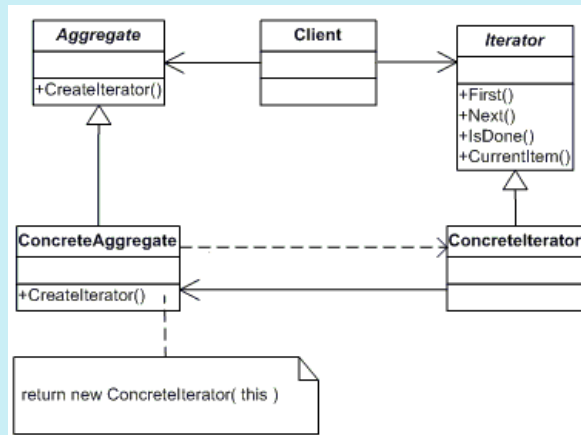 Aggregate
+CreateIterator()
Client
Iterator
+First()
+Next()
+IsDone()
+CurrentItem()
ConcreteAggregate
+CreateIterator()
ConcreteIterator
return new ConcreteIterator( this )